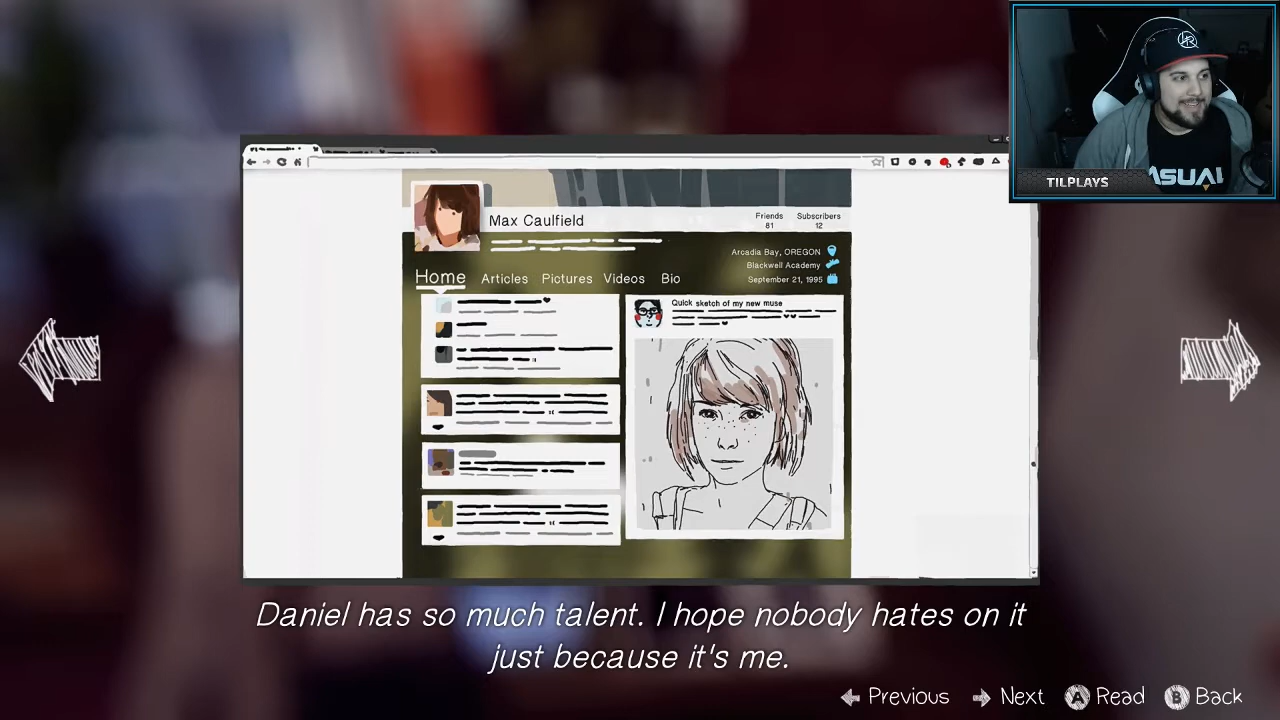 TILPLAYS
ASUAI
Max Caulfield
Friends
81
Subscribers
12
Arcadia Bay, OREGON
Blackwell Academy
September 21, 1995
Home Articles Pictures Videos Bio
Quick sketch of my new muse
Daniel has so much talent. I hope nobody hates on it
just because it's me.
Previous Next A Read B Back